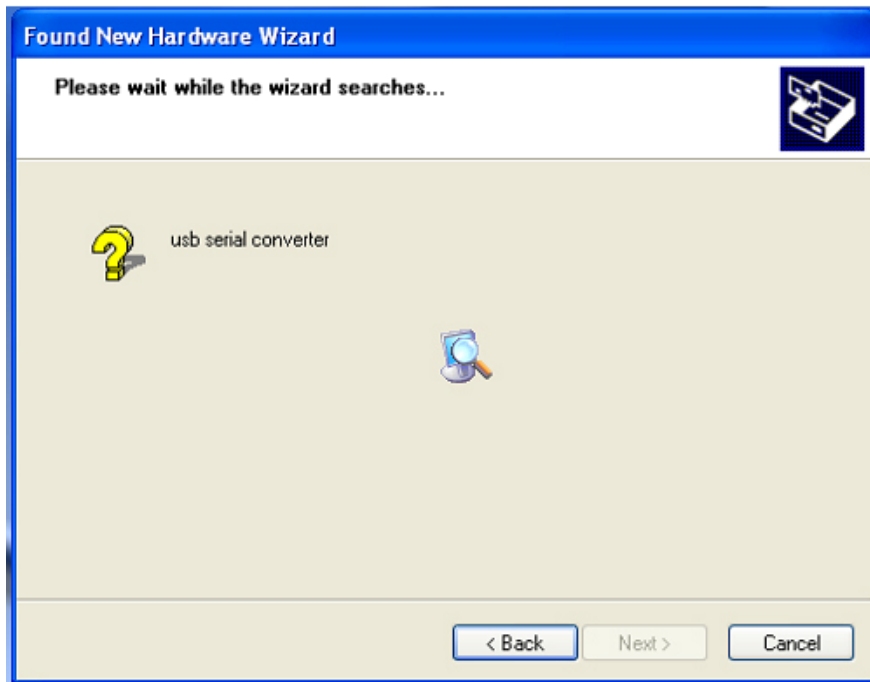 Found New Hardware Wizard
Please wait while the wizard searches...
usb serial converter
< Back Next > Cancel